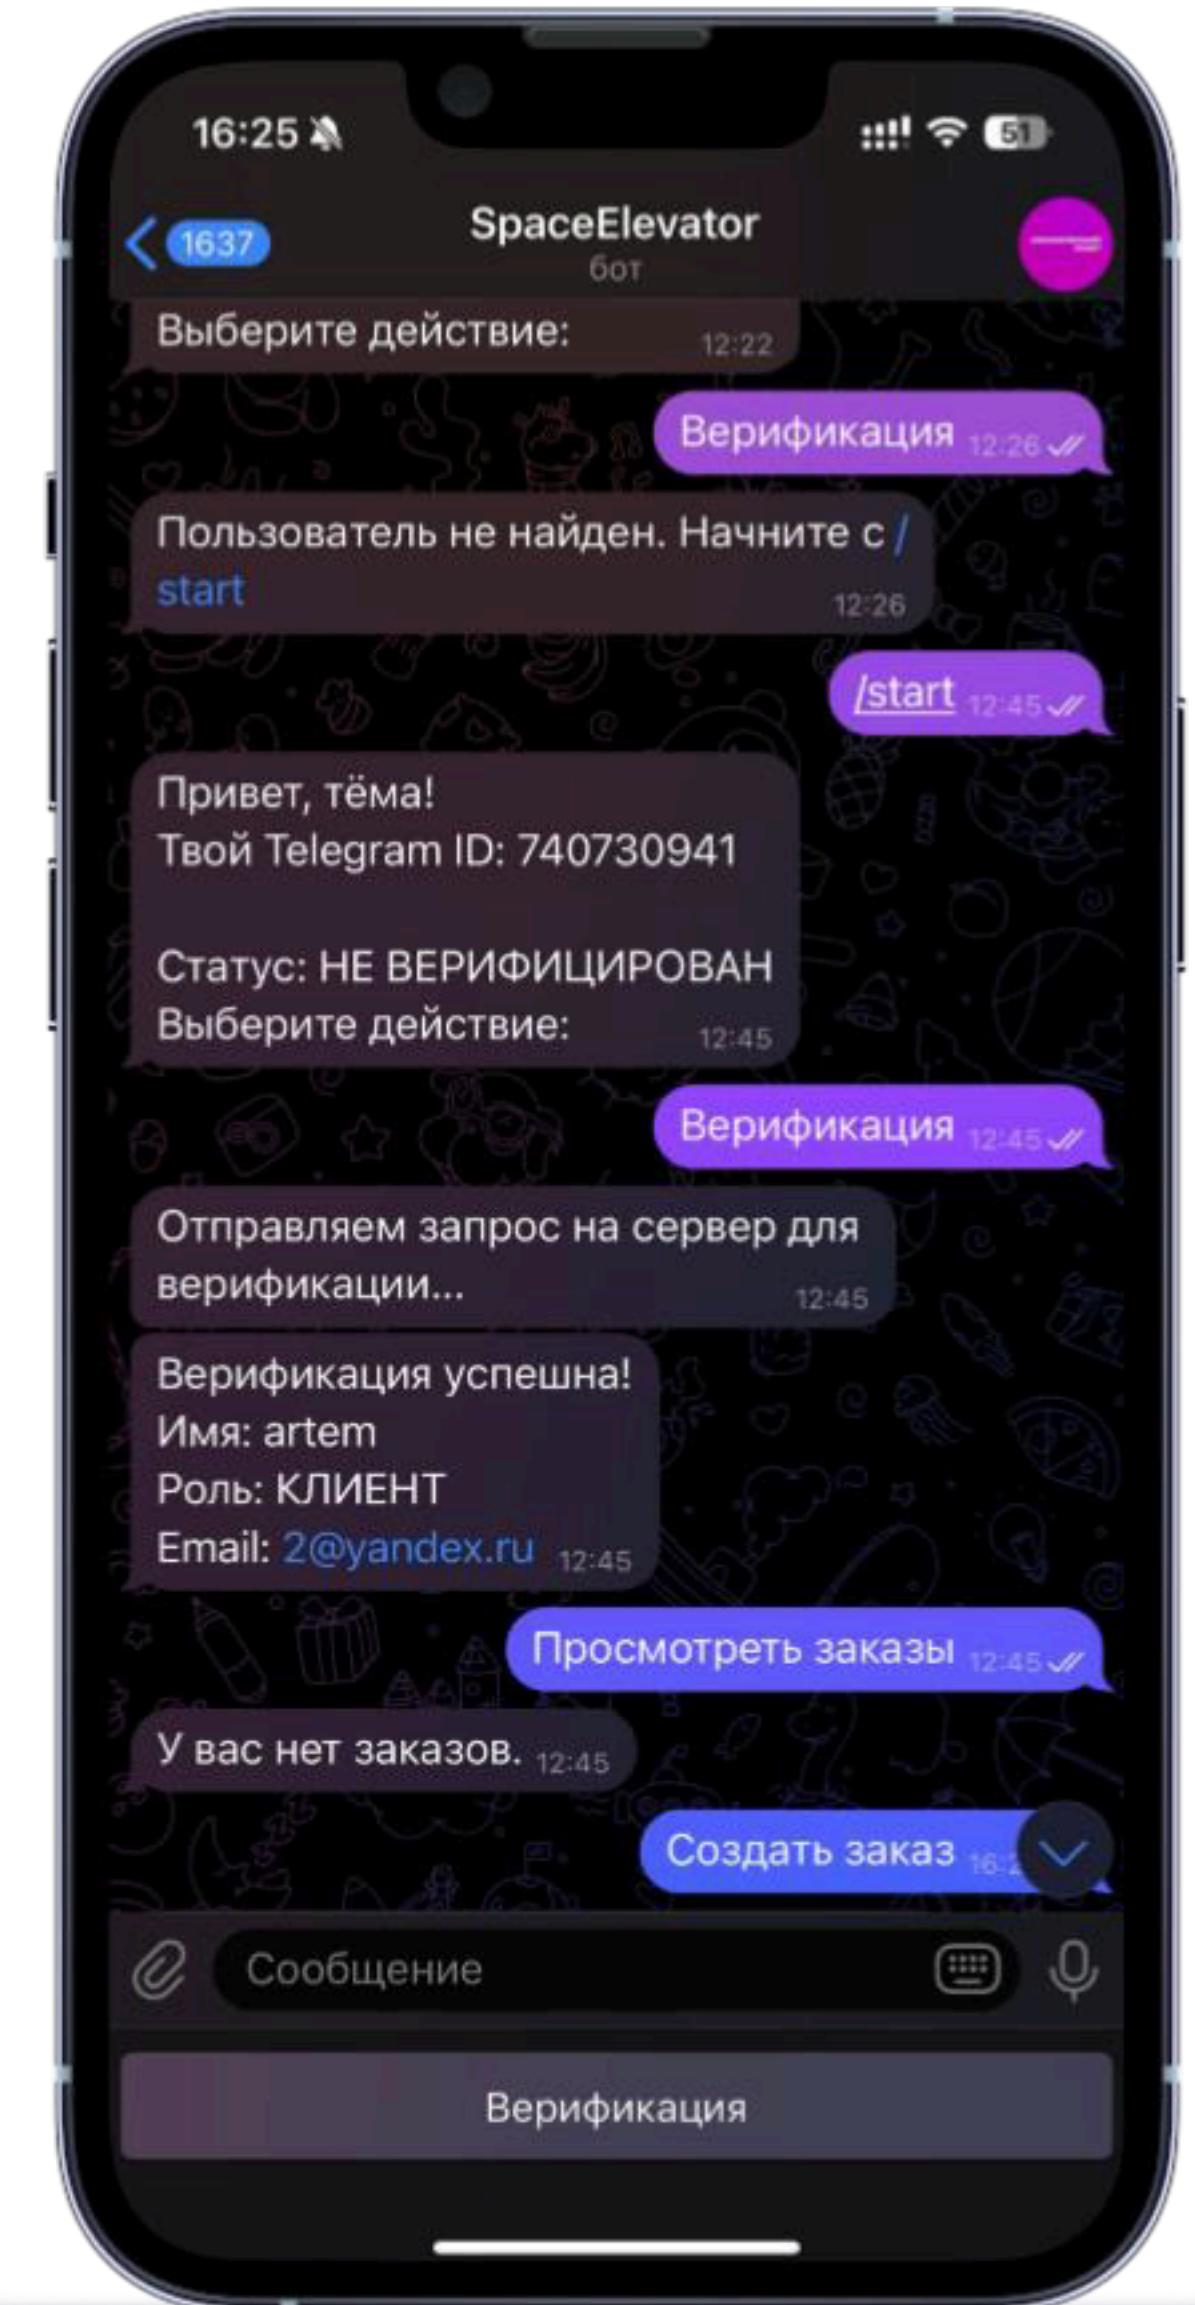 16:25
51
1637
SpaceElevator
бот
Выберите действие:
12:22
Верификация 12:26
Пользователь не найден. Начните с /
start
12:26
/start 12:45
Привет, тёма!
Твой Telegram ID: 740730941
Статус: НЕ ВЕРИФИЦИРОВАН
Выберите действие:
12:45
Верификация 12:45
Отправляем запрос на сервер для
верификации...
12:45
Верификация успешна!
Имя: artem
Роль: КЛИЕНТ
Email: 2@yandex.ru 12:45
Просмотреть заказы 12:45
У вас нет заказов. 12:45
Создать заказ
Сообщение
Верификация